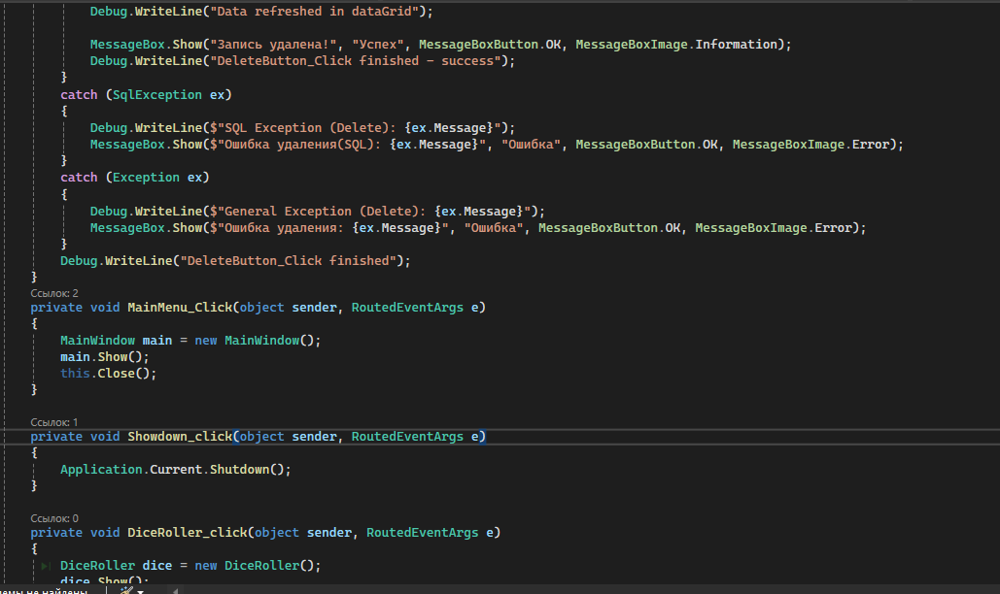 Debug.WriteLine("Data refreshed in dataGrid");
MessageBox.Show("Запись удалена!", "Успех", MessageBoxButton.OK, MessageBoxImage.Information);
Debug.WriteLine("DeleteButton_Click finished - success");
}
catch (SqlException ex)
{
Debug.WriteLine($"SQL Exception (Delete): {ex.Message}");
MessageBox.Show($"Ошибка удаления(SQL): {ex.Message}", "Ошибка", MessageBoxButton.OK, MessageBoxImage.Error);
}
catch (Exception ex)
{
Debug.WriteLine($"General Exception (Delete): {ex.Message}");
MessageBox.Show($"Ошибка удаления: {ex.Message}", "Ошибка", MessageBoxButton.OK, MessageBoxImage.Error);
}
Debug.WriteLine("DeleteButton_Click finished");
}
Ссылок: 2
private void MainMenu_Click(object sender, RoutedEventArgs e)
{
MainWindow main = new MainWindow();
main.Show();
this.Close();
}
Ссылок: 1
private void Showdown_click(object sender, RoutedEventArgs e)
{
Application.Current.Shutdown();
}
Ссылок: 0
private void DiceRoller_click(object sender, RoutedEventArgs e)
{
DiceRoller dice = new DiceRoller();
dice.Show();
найдены